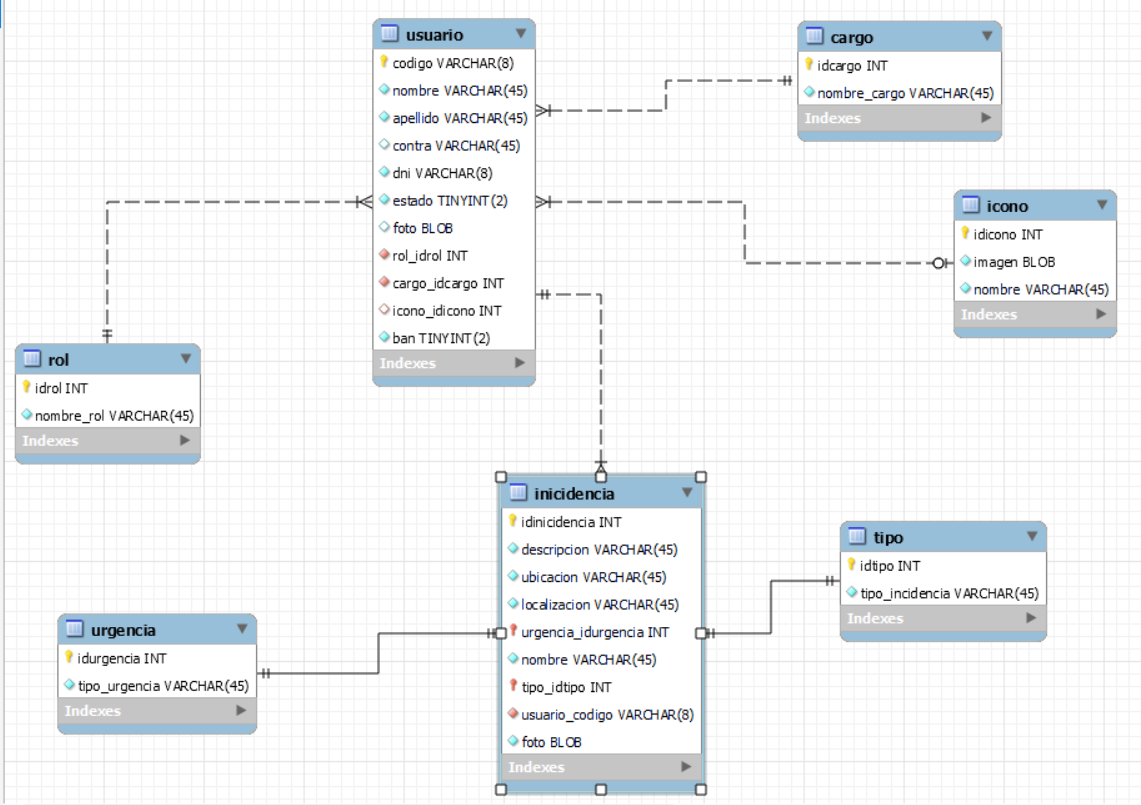 usuario
codigo VARCHAR(8)
nombre VARCHAR(45)
apellido VARCHAR(45)
contra VARCHAR(45)
dni VARCHAR(8)
estado TINYINT(2)
foto BLOB
rol_idrol INT
cargo_idcargo INT
icono_idicono INT
ban TINYINT(2)
Indexes
cargo
idcargo INT
nombre_cargo VARCHAR(45)
Indexes
icono
idicono INT
imagen BLOB
nombre VARCHAR(45)
Indexes
rol
idrol INT
nombre_rol VARCHAR(45)
Indexes
inicidencia
idinicidencia INT
descripcion VARCHAR(45)
ubicacion VARCHAR(45)
localizacion VARCHAR(45)
urgencia_idurgencia INT
nombre VARCHAR(45)
tipo_idtipo INT
usuario_codigo VARCHAR(8)
foto BLOB
Indexes
tipo
idtipo INT
tipo_incidencia VARCHAR(45)
Indexes
urgencia
idurgencia INT
tipo_urgencia VARCHAR(45)
Indexes